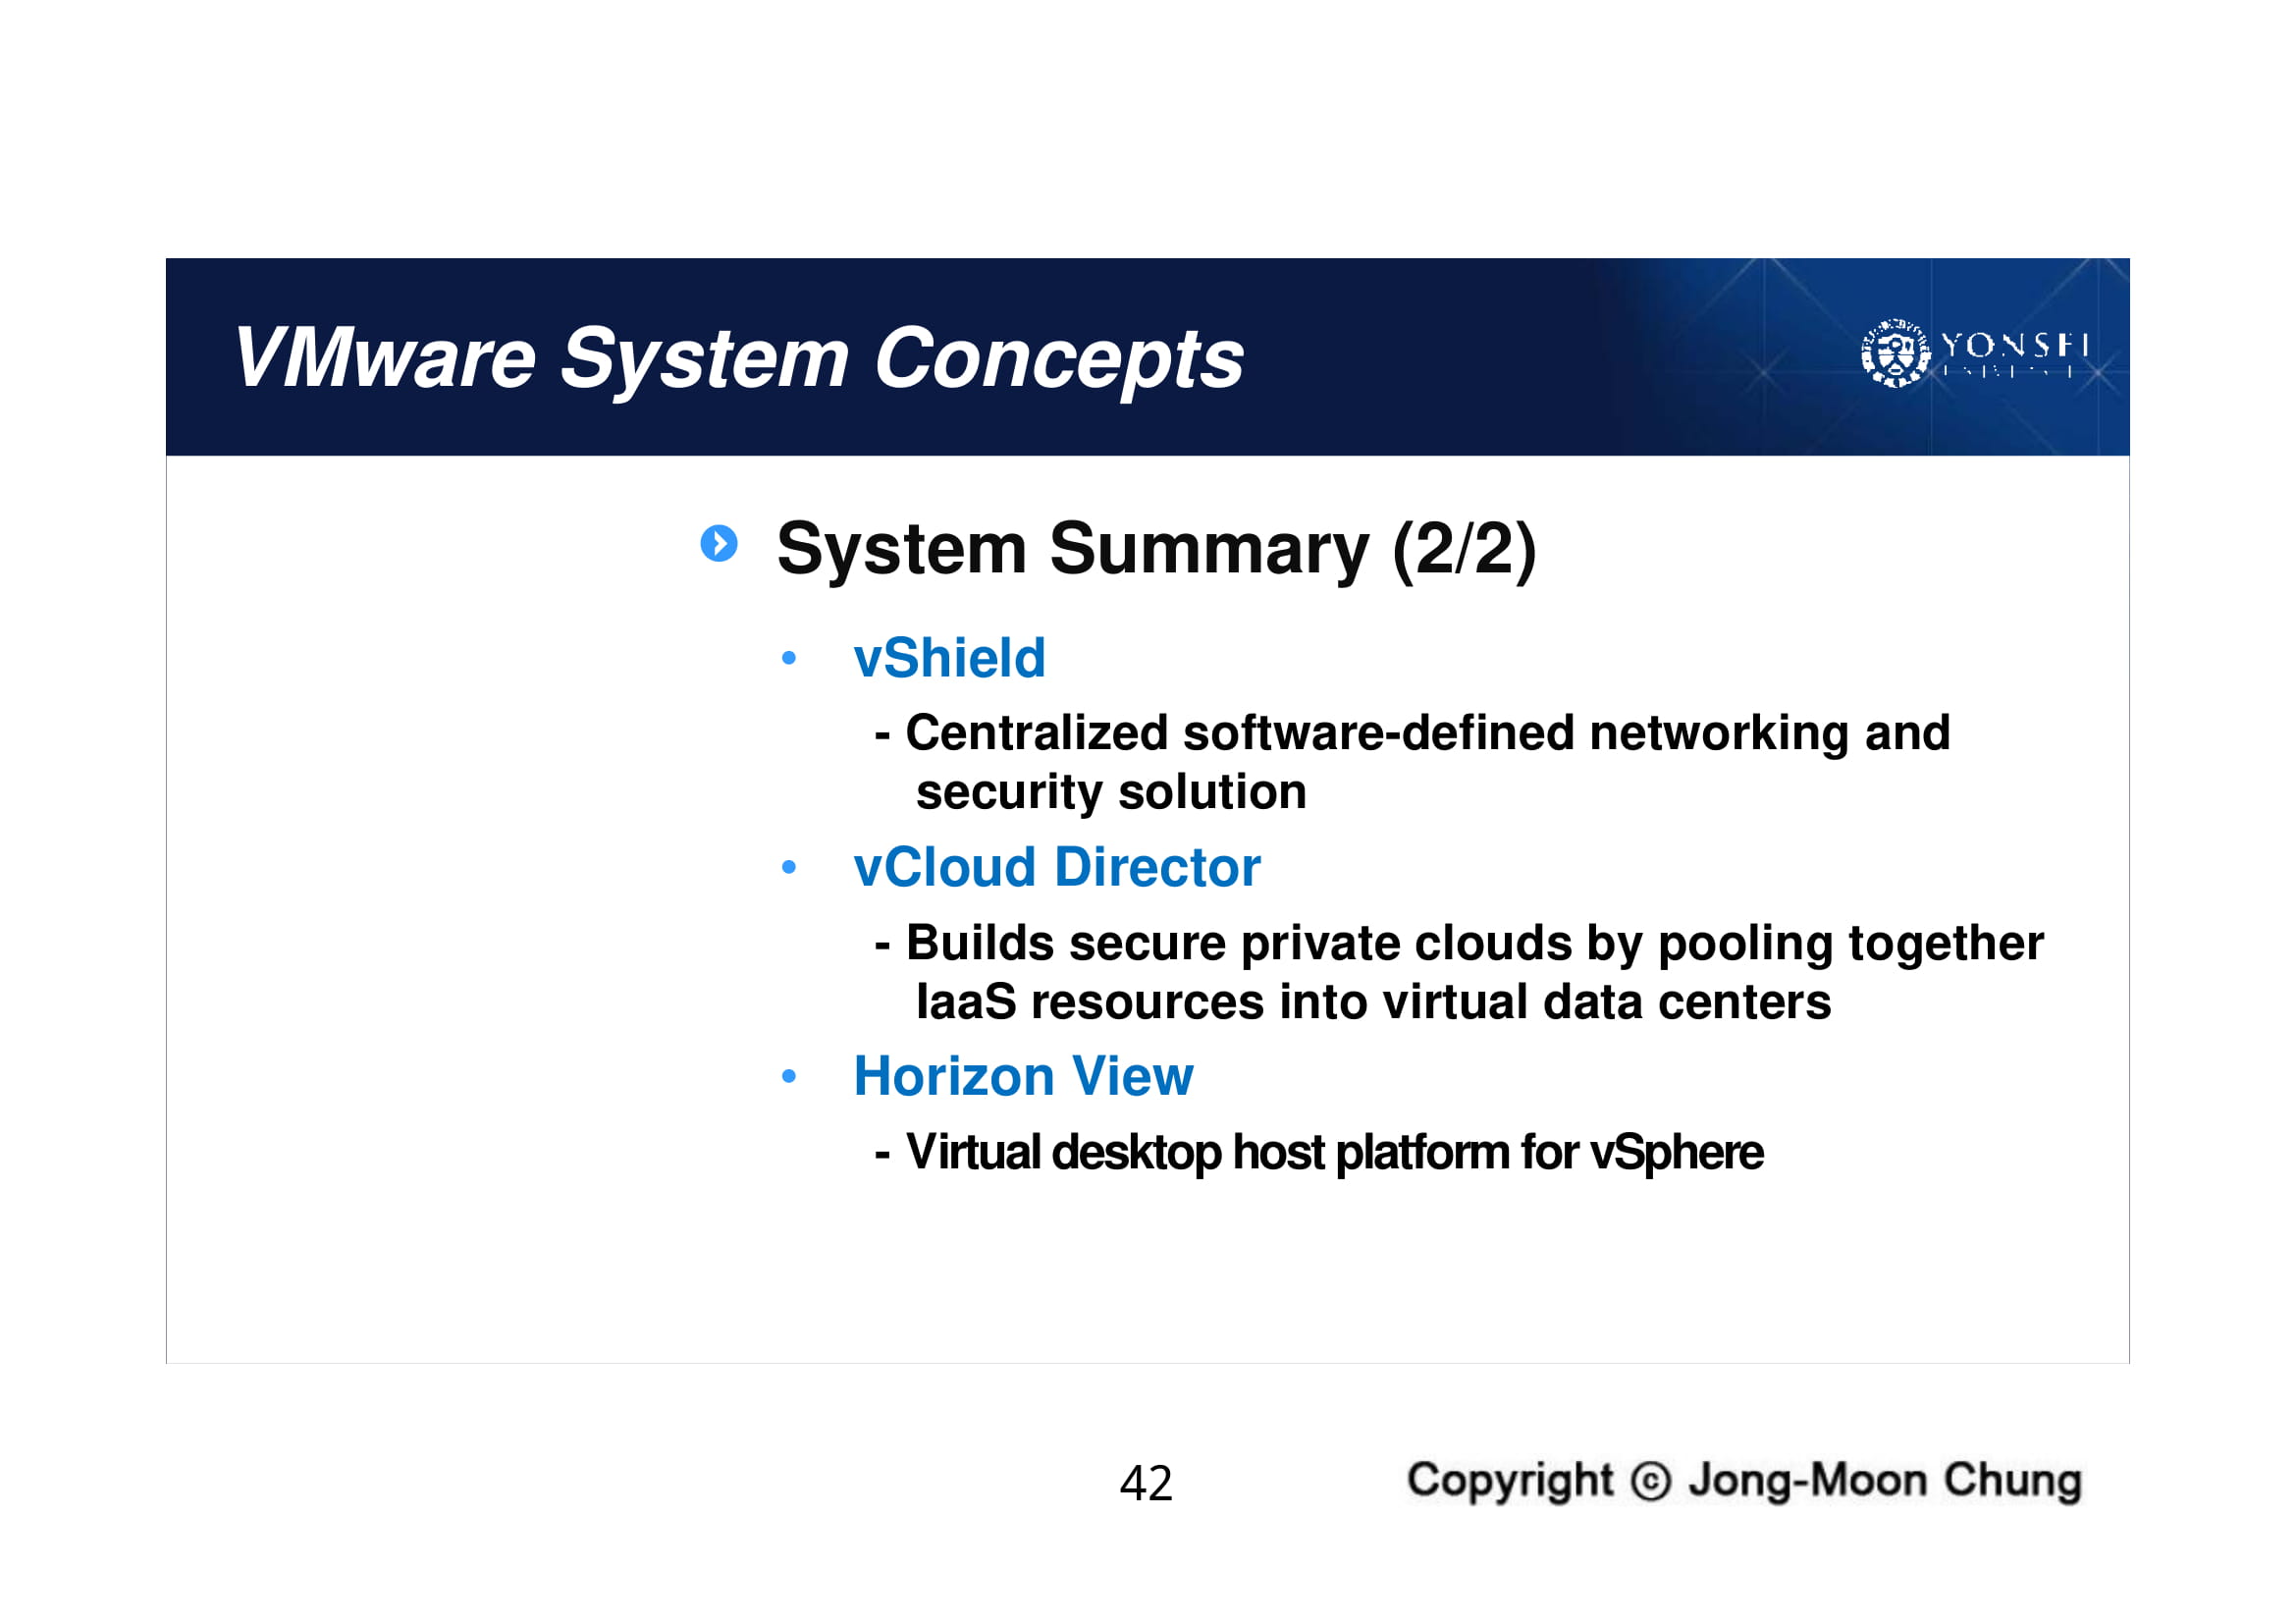 VMware System Concepts
YONSEI
System Summary (2/2)
• vShield
- Centralized software-defined networking and
security solution
• vCloud Director
- Builds secure private clouds by pooling together
IaaS resources into virtual data centers
• Horizon View
- Virtual desktop host platform for vSphere
42
Copyright © Jong-Moon Chung